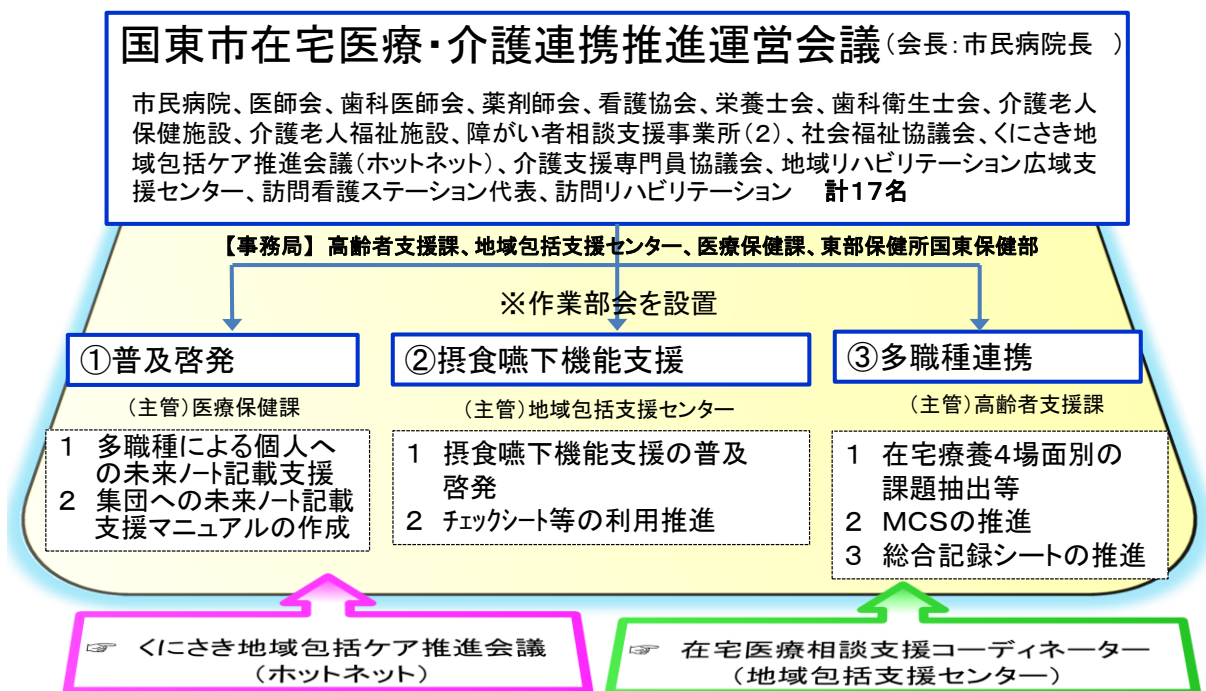 国東市在宅医療・介護連携推進運営会議(会長:市民病院長 )
市民病院、医師会、歯科医師会、薬剤師会、看護協会、栄養士会、歯科衛生士会、介護老人
保健施設、介護老人福祉施設、障がい者相談支援事業所(2)、社会福祉協議会、くにさき地
域包括ケア推進会議(ホットネット)、介護支援専門員協議会、地域リハビリテーション広域支
援センター、訪問看護ステーション代表、訪問リハビリテーション 計17名
【事務局】 高齢者支援課、地域包括支援センター、医療保健課、東部保健所国東保健部
※作業部会を設置
①普及啓発
(主管)医療保健課
1 多職種による個人へ
の未来ノート記載支援
2 集団への未来ノート記載
支援マニュアルの作成
②摂食嚥下機能支援
(主管)地域包括支援センター
1 摂食嚥下機能支援の普及
啓発
2 チェックシート等の利用推進
③多職種連携
(主管)高齢者支援課
1 在宅療養4場面別の
課題抽出等
2 MCSの推進
3 総合記録シートの推進
☞ くにさき地域包括ケア推進会議
(ホットネット)
☞ 在宅医療相談支援コーディネーター
(地域包括支援センター)